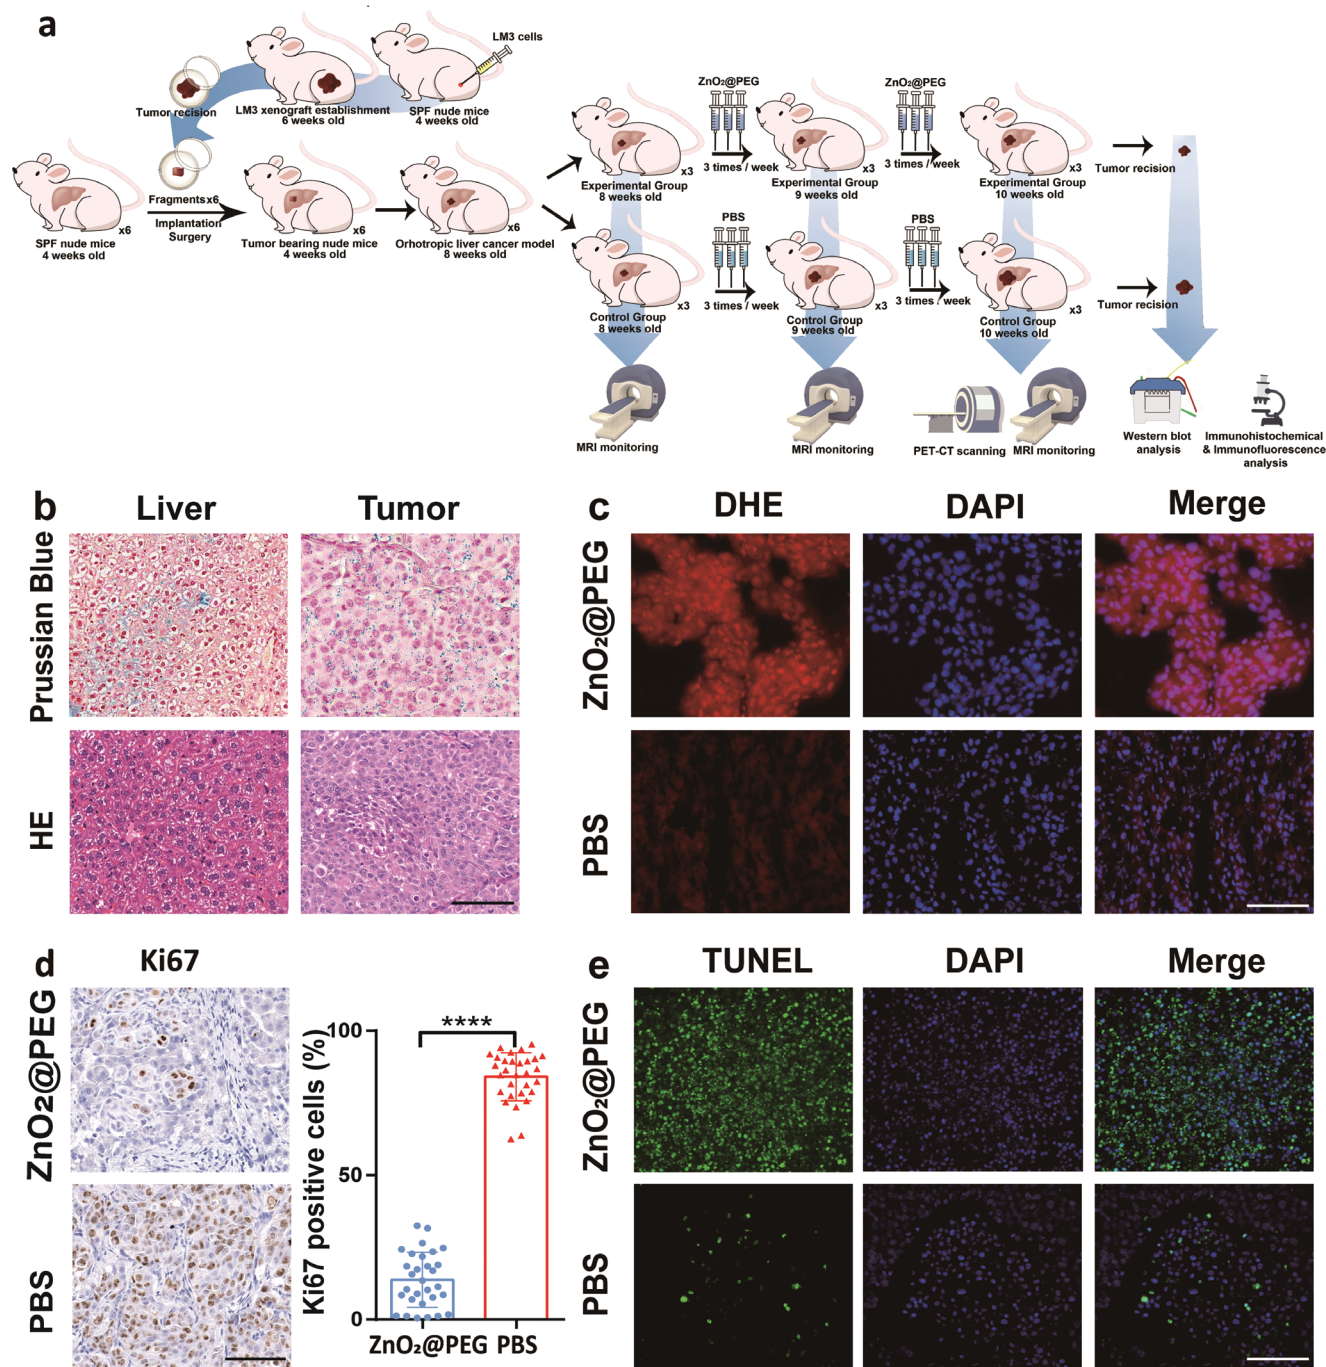 a
LM3 cells
Tumor recision
LM3 xenograft establishment
6 weeks old
SPF nude mice
4 weeks old
ZnO₂@PEG
ZnO₂@PEG
x3
3 times / week
x3
3 times / week
x3
Tumor recision
Experimental Group
8 weeks old
Experimental Group
9 weeks old
Experimental Group
10 weeks old
x6
SPF nude mice
4 weeks old
Fragmentsx6
Implantation
Surgery
x6
Tumor bearing nude mice
4 weeks old
x6
Orhotropic liver cancer model
8 weeks old
PBS
PBS
x3
3 times / week
x3
3 times / week
x3
Tumor recision
Control Group
8 weeks old
Control Group
9 weeks old
Control Group
10 weeks old
MRI monitoring
MRI monitoring
PET-CT scanning
MRI monitoring
Western blot
analysis
Immunohistochemical
& Immunofluorescence
analysis
b
Liver
Tumor
Prussian Blue
HE
c
DHE
DAPI
Merge
ZnO₂@PEG
PBS
d
Ki67
ZnO₂@PEG
PBS
Ki67 positive cells (%)
100
50
0
****
ZnO₂@PEG
PBS
e
TUNEL
DAPI
Merge
ZnO₂@PEG
PBS